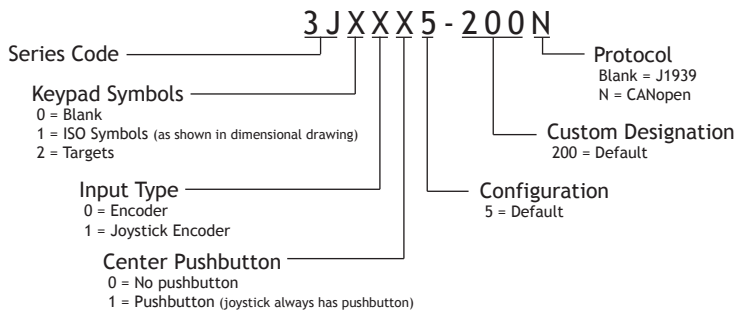 3JXXX5-200N
Series Code
Protocol
Blank = J1939
N = CANopen
Keypad Symbols
0 = Blank
1 = ISO Symbols (as shown in dimensional drawing)
2 = Targets
Custom Designation
200 = Default
Input Type
0 = Encoder
1 = Joystick Encoder
Configuration
5 = Default
Center Pushbutton
0 = No pushbutton
1 = Pushbutton (joystick always has pushbutton)